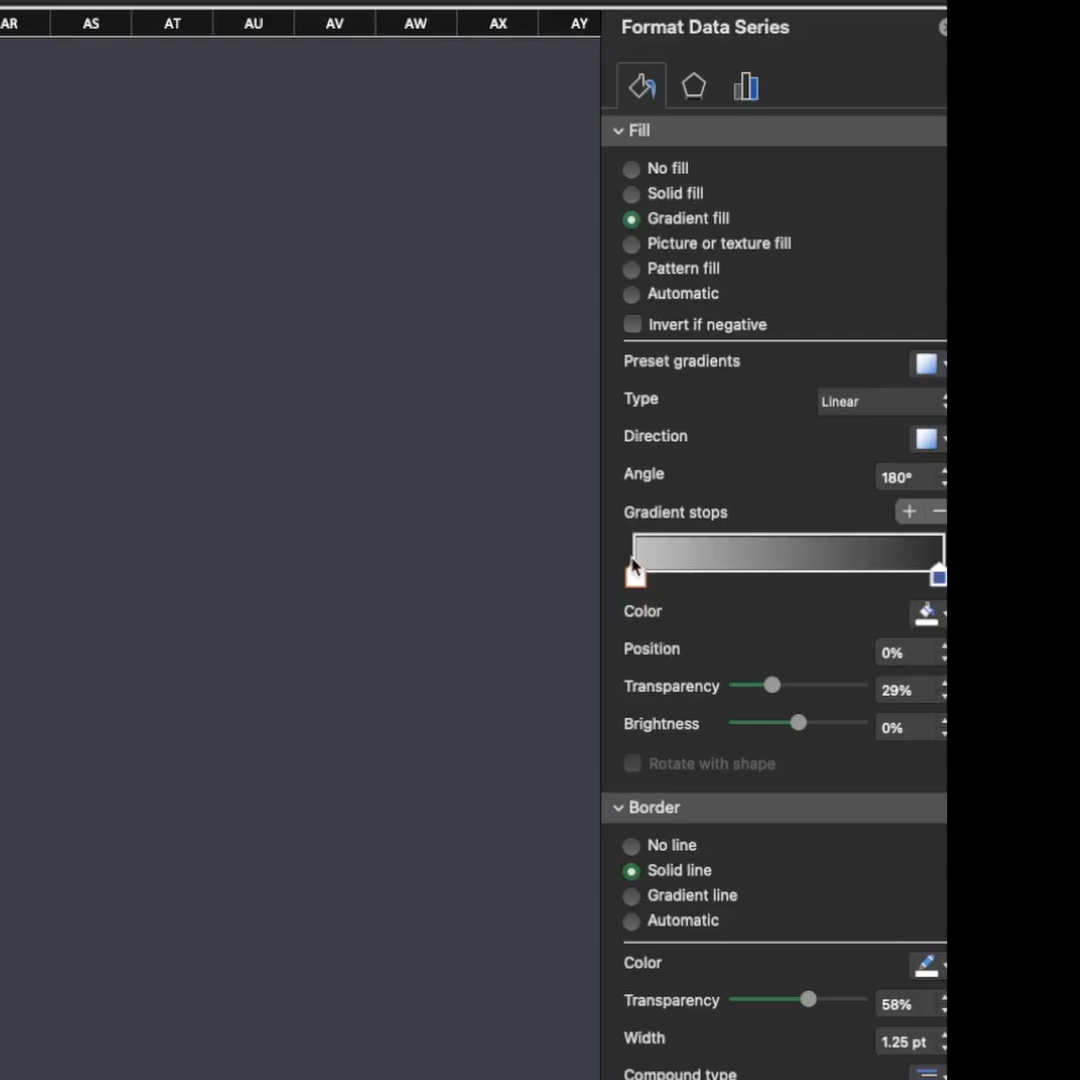 AR AS AT AU AV AW AX AY
Format Data Series
Fill
No fill
Solid fill
Gradient fill
Picture or texture fill
Pattern fill
Automatic
Invert if negative
Preset gradients
Type Linear
Direction
Angle 180°
Gradient stops + −
Color
Position 0%
Transparency 29%
Brightness 0%
Rotate with shape
Border
No line
Solid line
Gradient line
Automatic
Color
Transparency 58%
Width 1.25 pt
Compound type